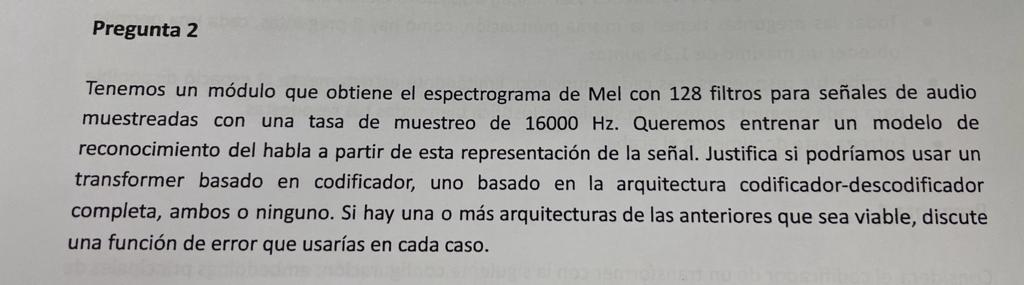 Pregunta 2
Tenemos un módulo que obtiene el espectrograma de Mel con 128 filtros para señales de audio
muestreadas con una tasa de muestreo de 16000 Hz. Queremos entrenar un modelo de
reconocimiento del habla a partir de esta representación de la señal. Justifica si podríamos usar un
transformer basado en codificador, uno basado en la arquitectura codificador-descodificador
completa, ambos o ninguno. Si hay una o más arquitecturas de las anteriores que sea viable, discute
una función de error que usarías en cada caso.